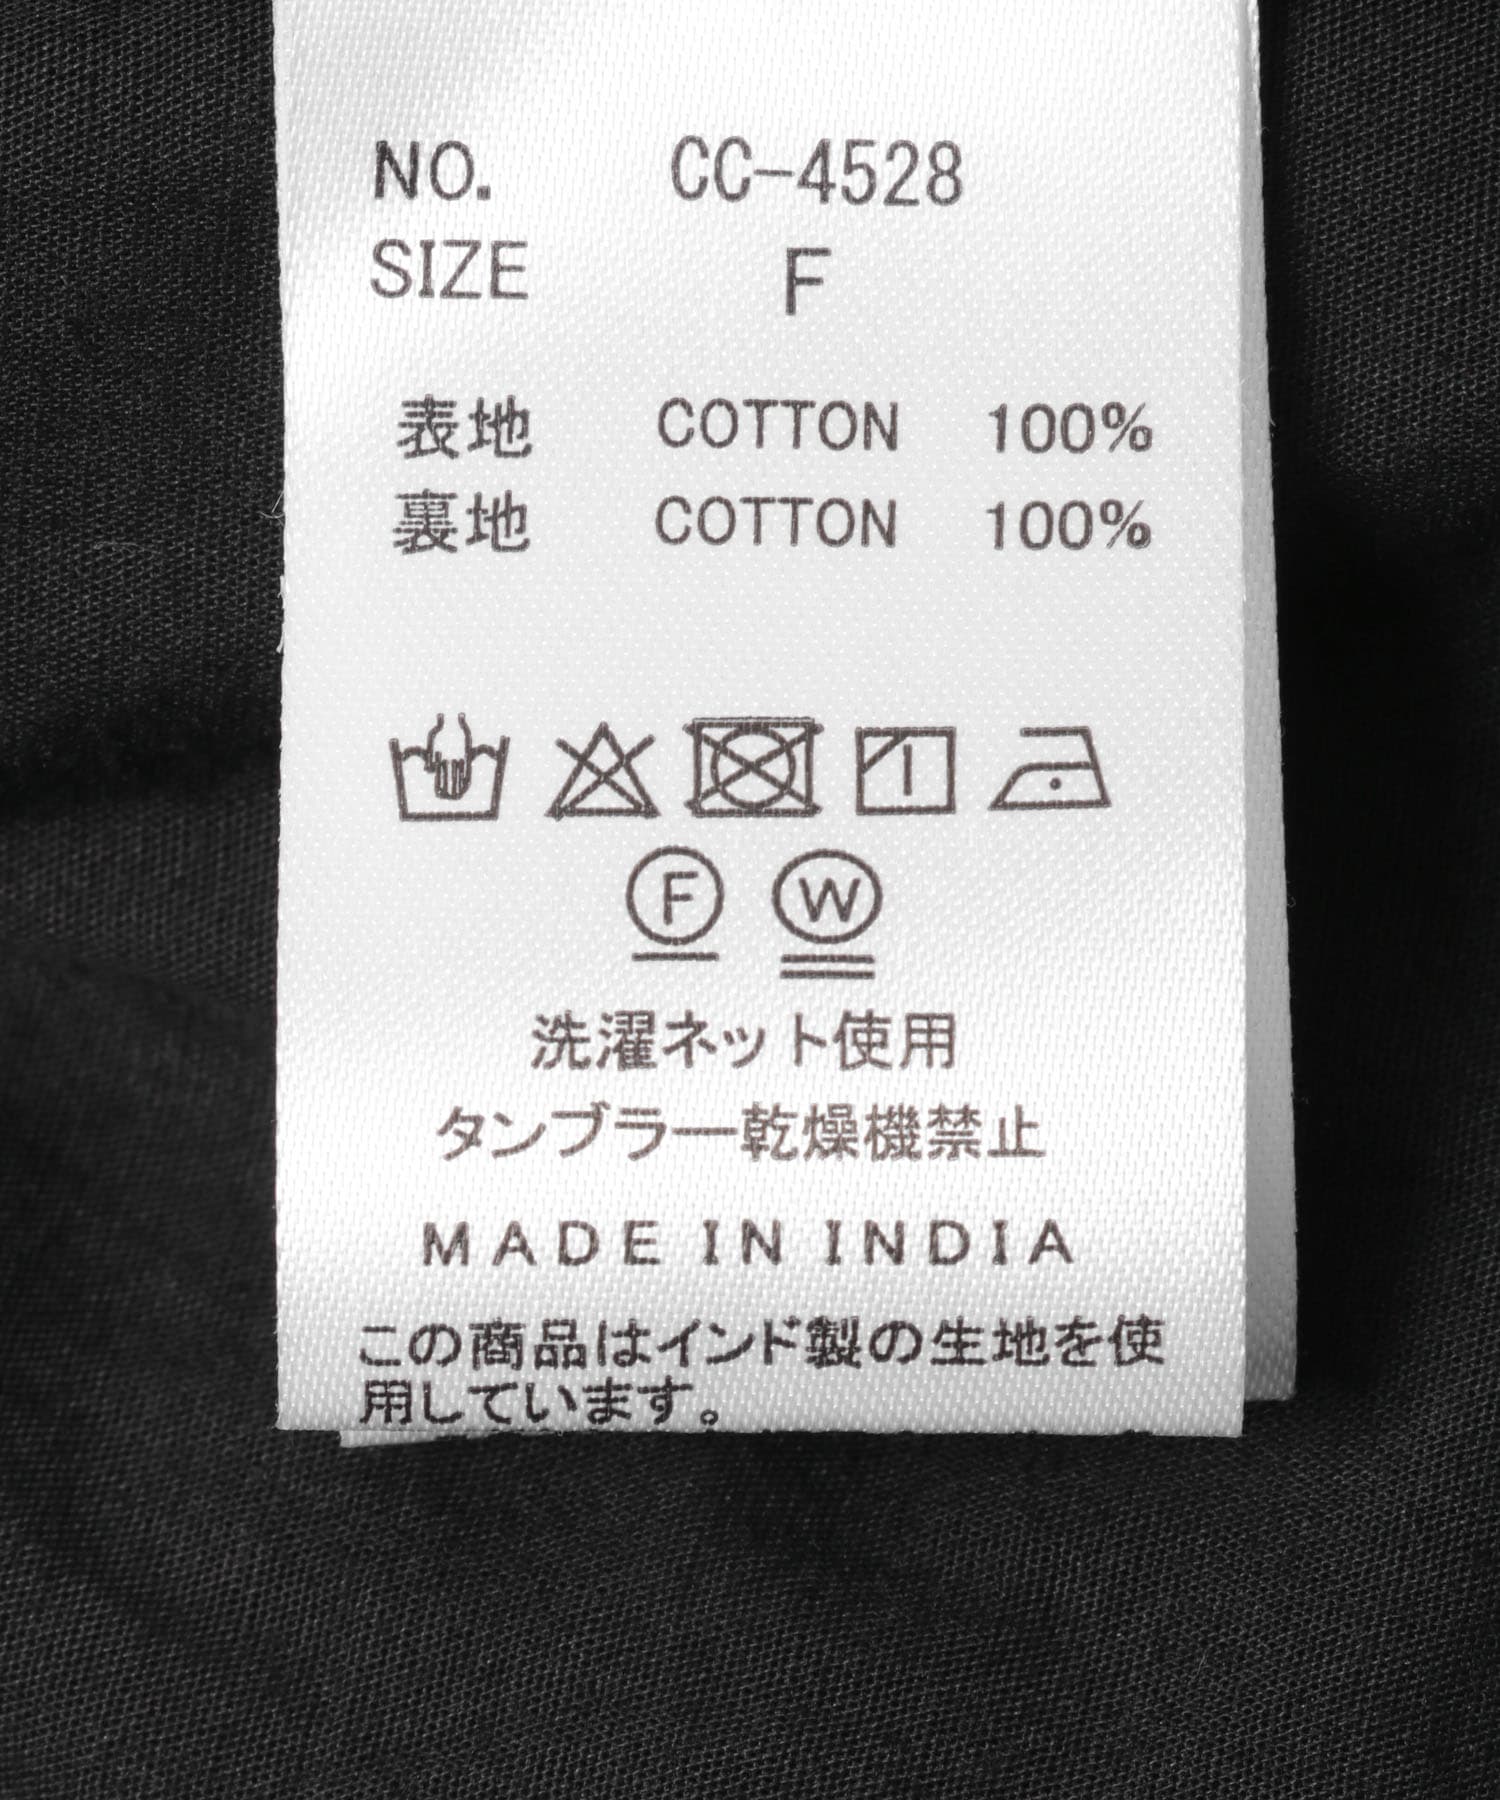 NO. CC-4528
SIZE F
表地 COTTON 100%
裏地 COTTON 100%
F W
洗濯ネット使用
タンブラー乾燥機禁止
MADE IN INDIA
この商品はインド製の生地を使
用しています。